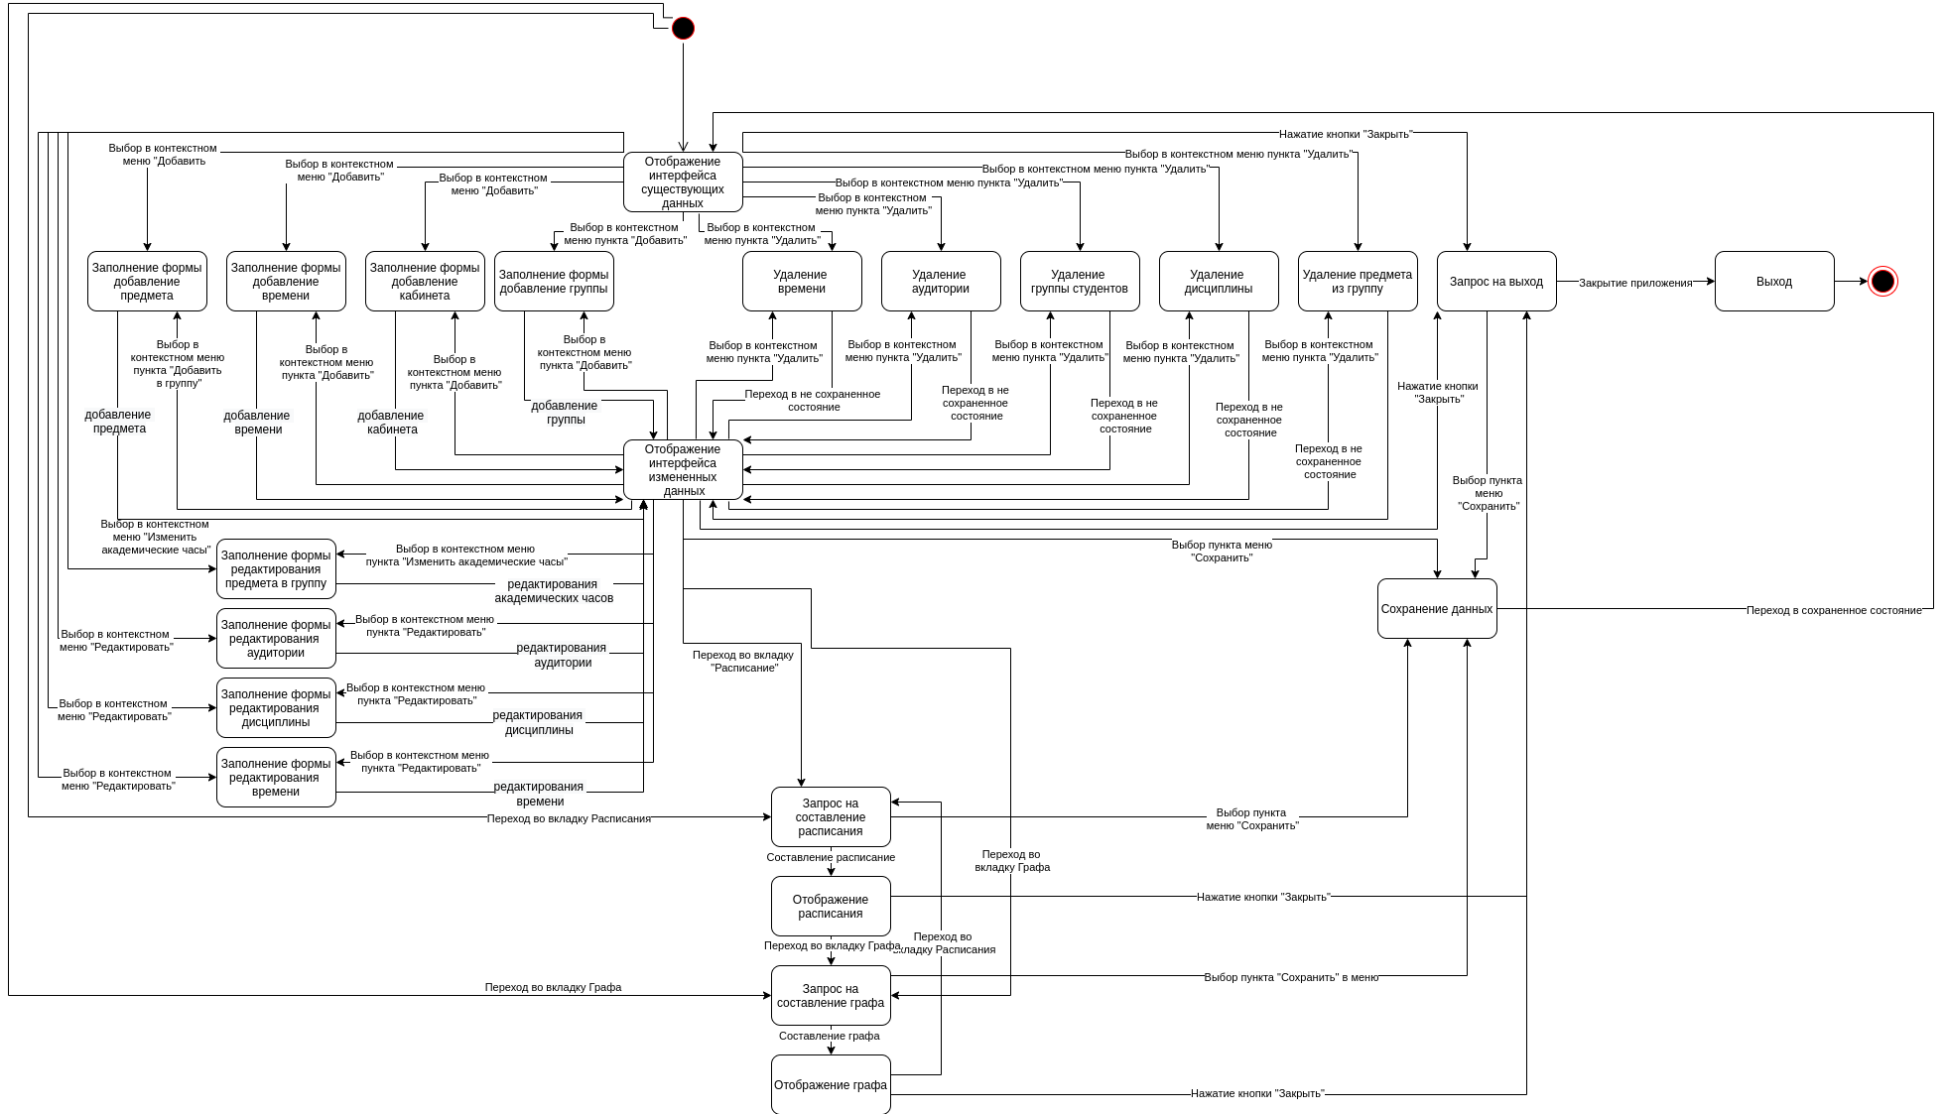 Нажатие кнопки "Закрыть"
Выбор в контекстном
меню "Добавить
Выбор в контекстном
меню "Добавить"
Выбор в контекстном
меню "Добавить"
Отображение
интерфейса
существующих
данных
Выбор в контекстном меню пункта "Удалить"
Выбор в контекстном меню пункта "Удалить"
Выбор в контекстном меню пункта "Удалить"
Выбор в контекстном
меню пункта "Удалить"
Выбор в контекстном
меню пункта "Добавить"
Выбор в контекстном
меню пункта "Удалить"
Заполнение формы
добавление
предмета
Заполнение формы
добавление
времени
Заполнение формы
добавление
кабинета
Заполнение формы
добавление группы
Удаление
времени
Удаление
аудитории
Удаление
группы студентов
Удаление
дисциплины
Удаление предмета
из группу
Запрос на выход
Закрытие приложения
Выход
Выбор в
контекстном меню
пункта "Добавить
в группу"
Выбор в
контекстном меню
пункта "Добавить"
Выбор в
контекстном меню
пункта "Добавить"
Выбор в
контекстном меню
пункта "Добавить"
Выбор в контекстном
меню пункта "Удалить"
Выбор в контекстном
меню пункта "Удалить"
Выбор в контекстном
меню пункта "Удалить"
Выбор в контекстном
меню пункта "Удалить"
Выбор в контекстном
меню пункта "Удалить"
Нажатие кнопки
"Закрыть"
добавление
предмета
добавление
времени
добавление
кабинета
добавление
группы
Переход в не сохраненное
состояние
Переход в не
сохраненное
состояние
Переход в не
сохраненное
состояние
Переход в не
сохраненное
состояние
Переход в не
сохраненное
состояние
Отображение
интерфейса
измененных
данных
Выбор пункта
меню
"Сохранить"
Выбор в контекстном
меню "Изменить
академические часы"
Заполнение формы
редактирования
предмета в группу
Выбор в контекстном меню
пункта "Изменить академические часы"
редактирования
академических часов
Выбор пункта меню
"Сохранить"
Сохранение данных
Переход в сохраненное состояние
Выбор в контекстном
меню "Редактировать"
Заполнение формы
редактирования
аудитории
Выбор в контекстном меню
пункта "Редактировать"
редактирования
аудитории
Переход во вкладку
"Расписание"
Выбор в контекстном
меню "Редактировать"
Заполнение формы
редактирования
дисциплины
Выбор в контекстном меню
пункта "Редактировать"
редактирования
дисциплины
Выбор в контекстном
меню "Редактировать"
Заполнение формы
редактирования
времени
Выбор в контекстном меню
пункта "Редактировать"
редактирования
времени
Переход во вкладку Расписания
Запрос на
составление
расписания
Выбор пункта
меню "Сохранить"
Составление расписание
Переход во
вкладку Графа
Отображение
расписания
Нажатие кнопки "Закрыть"
Переход во вкладку Графа
Переход во
вкладку Расписания
Запрос на
составление графа
Выбор пункта "Сохранить" в меню
Переход во вкладку Графа
Составление графа
Отображение графа
Нажатие кнопки "Закрыть"